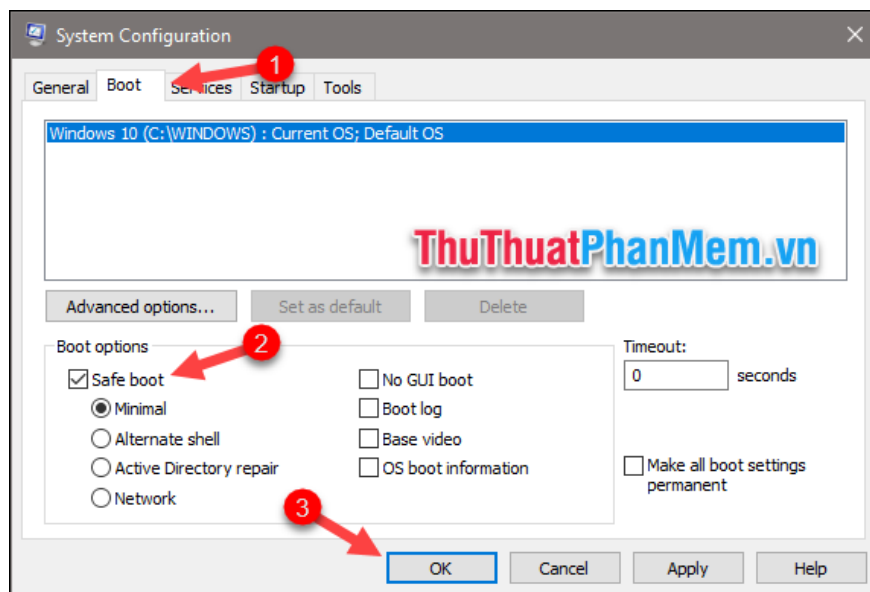 System Configuration
1
General Boot Services Startup Tools
Windows 10 (C:\WINDOWS) : Current OS; Default OS
ThuThuatPhanMem.vn
Advanced options... Set as default Delete
2
Boot options Timeout:
Safe boot No GUI boot 0 seconds
Minimal Boot log
Alternate shell Base video
Active Directory repair OS boot information Make all boot settings
permanent
Network
3
OK Cancel Apply Help